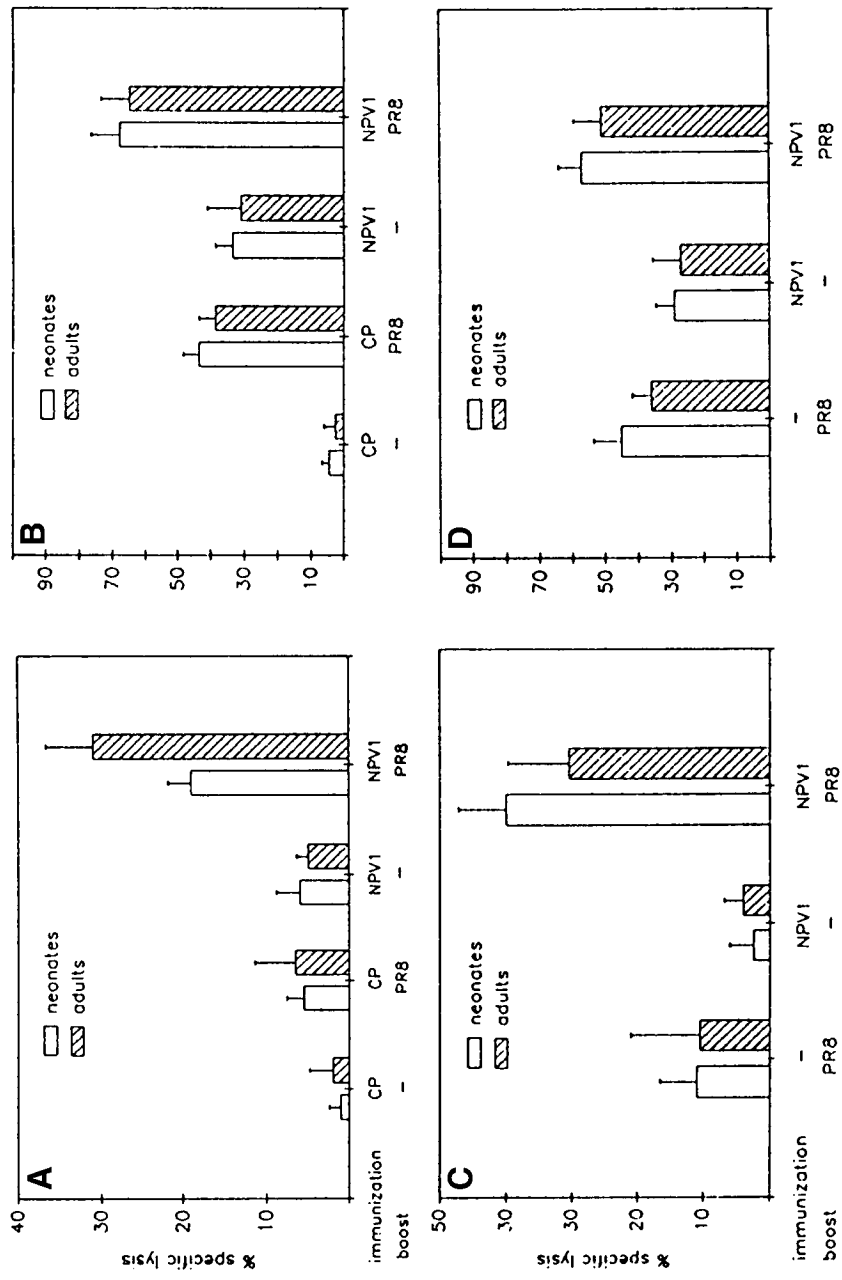 A
40
30
20
10
% specific lysis
neonates
adults
CP CP NPV1 NPV1
– PR8 – PR8
immunization
boost
B
90
70
50
30
10
neonates
adults
CP CP NPV1 NPV1
– PR8 – PR8
C
50
40
30
20
10
% specific lysis
neonates
adults
– NPV1 NPV1
PR8 – PR8
immunization
boost
D
90
70
50
30
10
neonates
adults
– NPV1 NPV1
PR8 – PR8